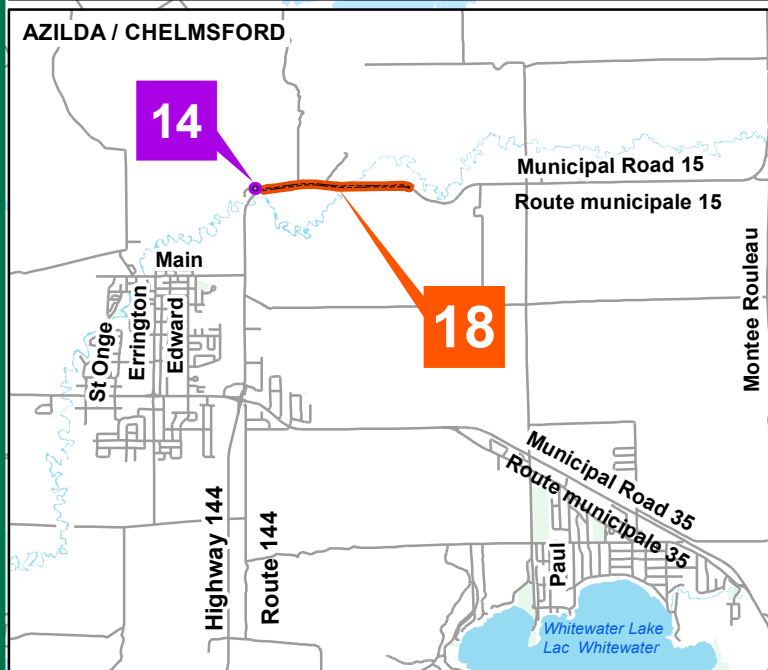 AZILDA / CHELMSFORD
14
Municipal Road 15
Route municipale 15
Main
18
St Onge
Errington
Edward
Montee Rouleau
Municipal Road 35
Route municipale 35
Highway 144
Route 144
Paul
Whitewater Lake
Lac Whitewater